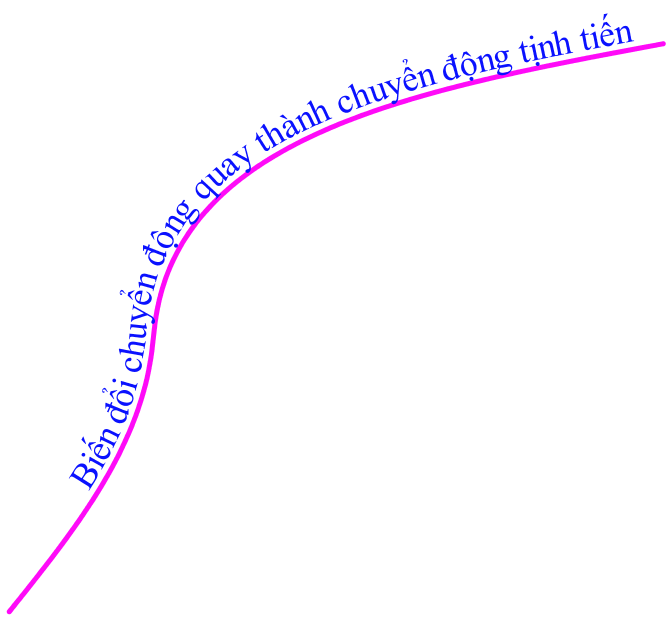 Biến đổi chuyển động quay thành chuyển động tịnh tiến